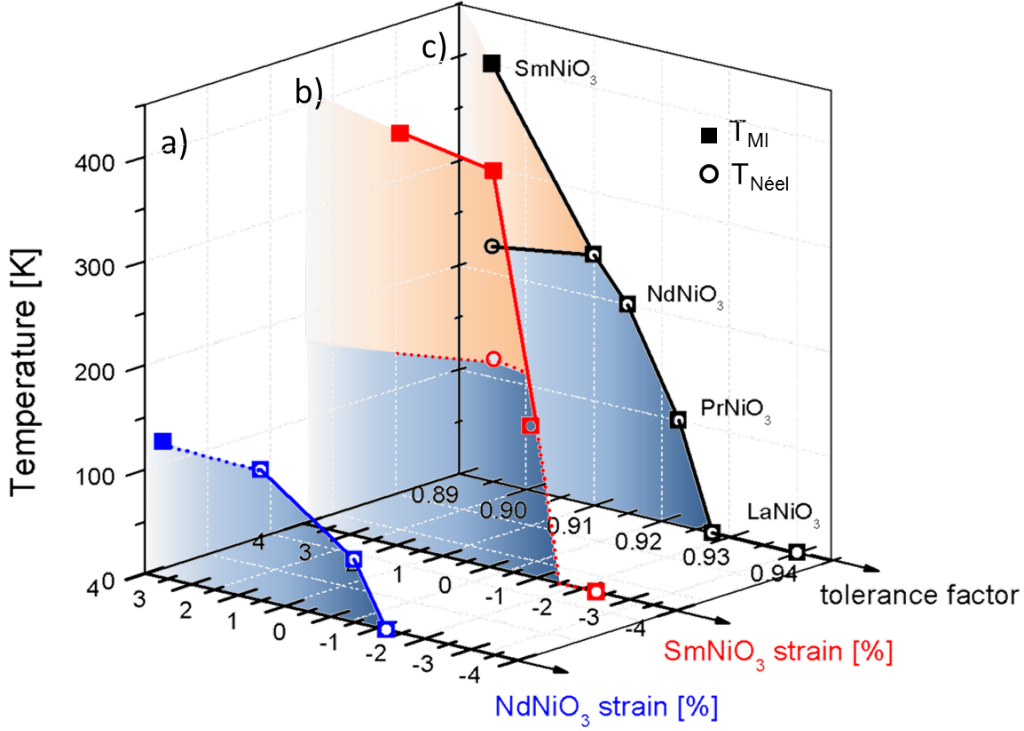 c)
SmNiO3
b)
a)
TMI
TNéel
400
300
200
100
0
Temperature [K]
NdNiO3
PrNiO3
LaNiO3
0.89
0.90
0.91
0.92
0.93
0.94
tolerance factor
4
3
1
0
-1
-2
-3
-4
SmNiO3 strain [%]
4
3
2
1
0
-1
-2
-3
-4
NdNiO3 strain [%]